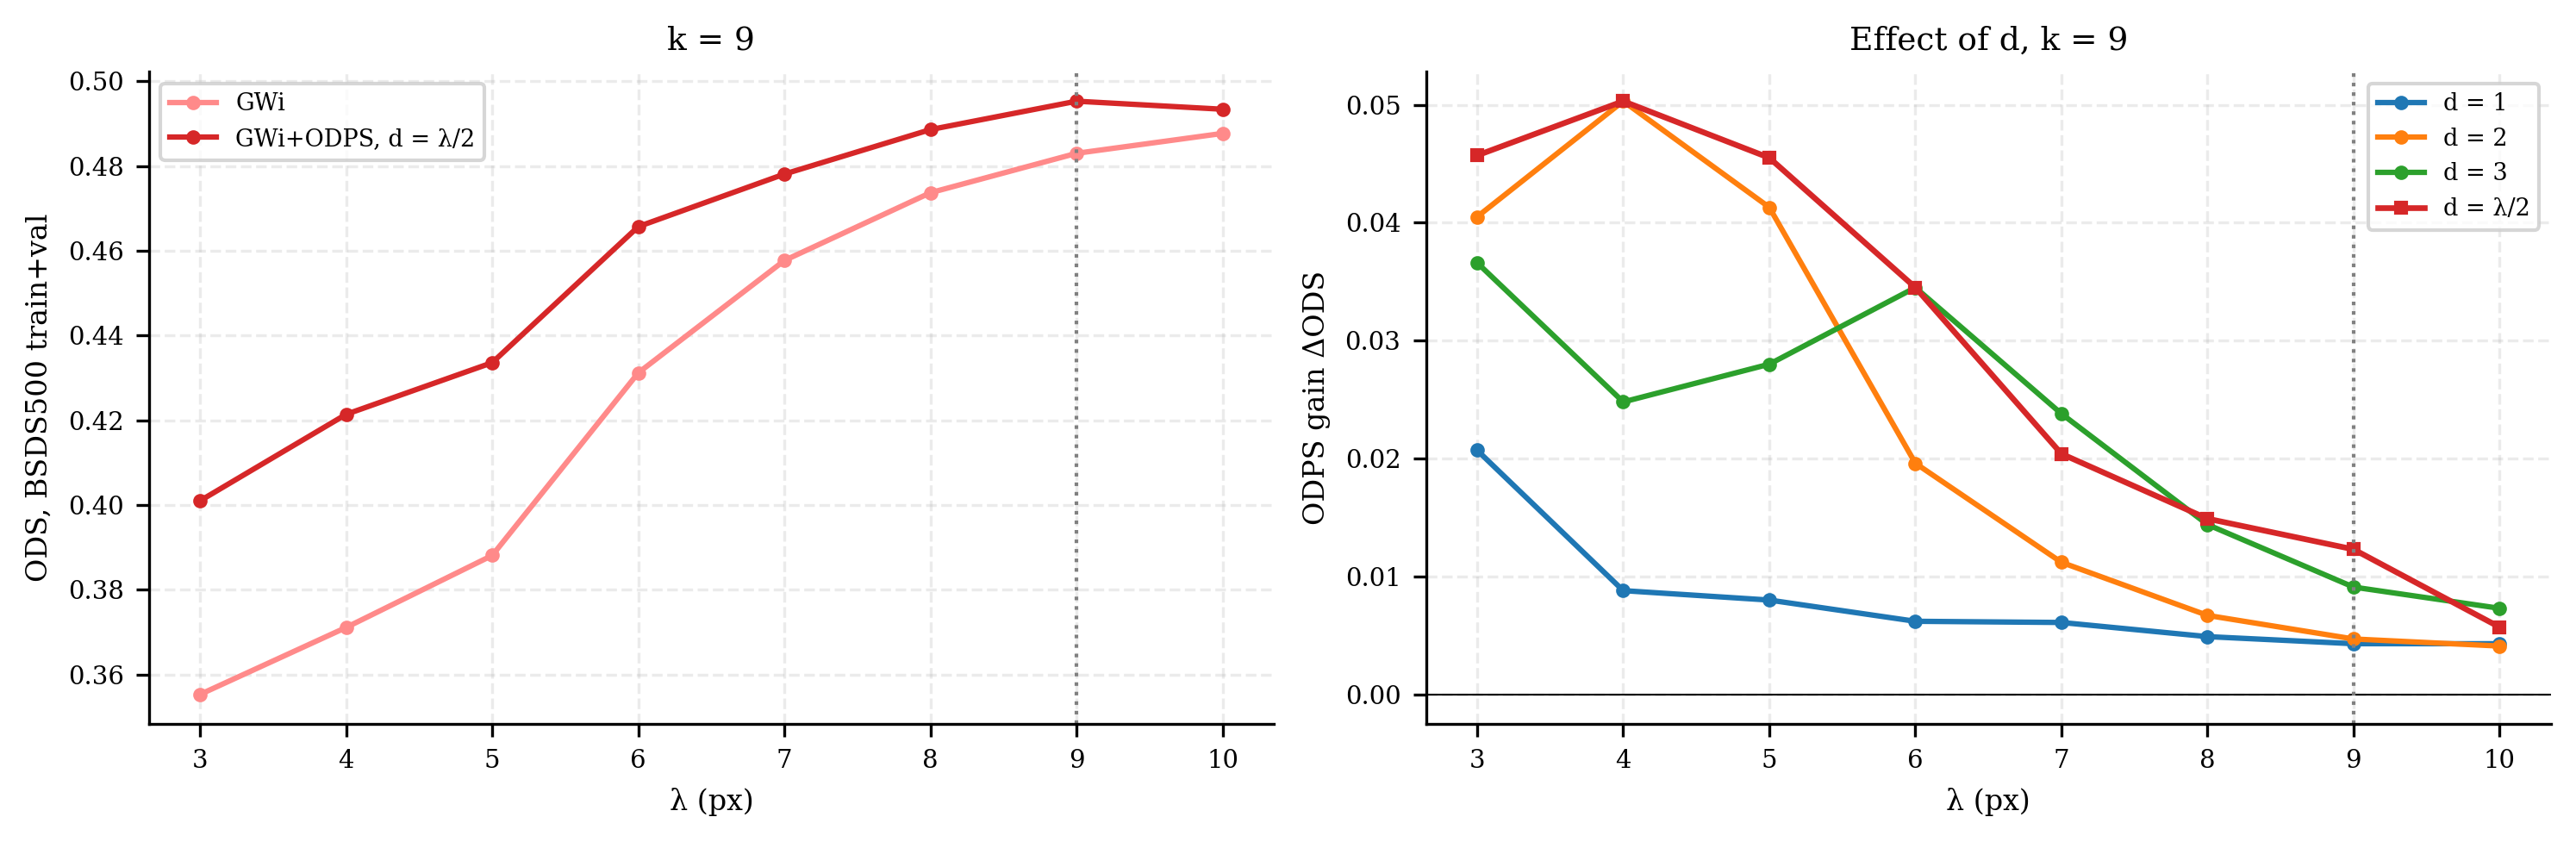 k = 9
ODS, BSDS500 train+val
0.50
0.48
0.46
0.44
0.42
0.40
0.38
0.36
GWi
GWi+ODPS, d = λ/2
3 4 5 6 7 8 9 10
λ (px)
Effect of d, k = 9
ODPS gain ΔODS
0.05
0.04
0.03
0.02
0.01
0.00
d = 1
d = 2
d = 3
d = λ/2
3 4 5 6 7 8 9 10
λ (px)